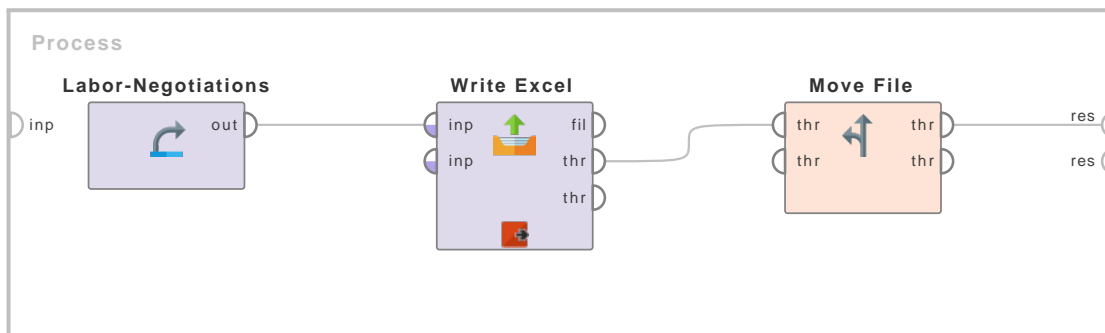 Process
Labor-Negotiations Write Excel Move File
inp out inp fil thr thr res
inp thr thr thr res
thr